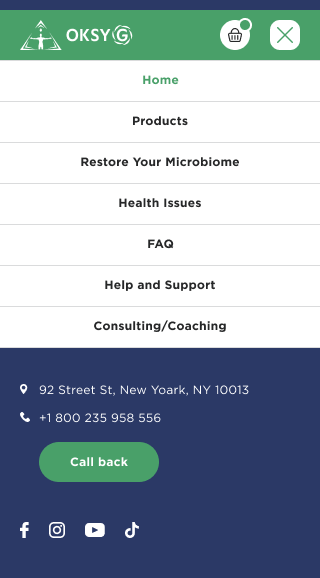 OKSY G
Home
Products
Restore Your Microbiome
Health Issues
FAQ
Help and Support
Consulting/Coaching
92 Street St, New Yoark, NY 10013
+1 800 235 958 556
Call back